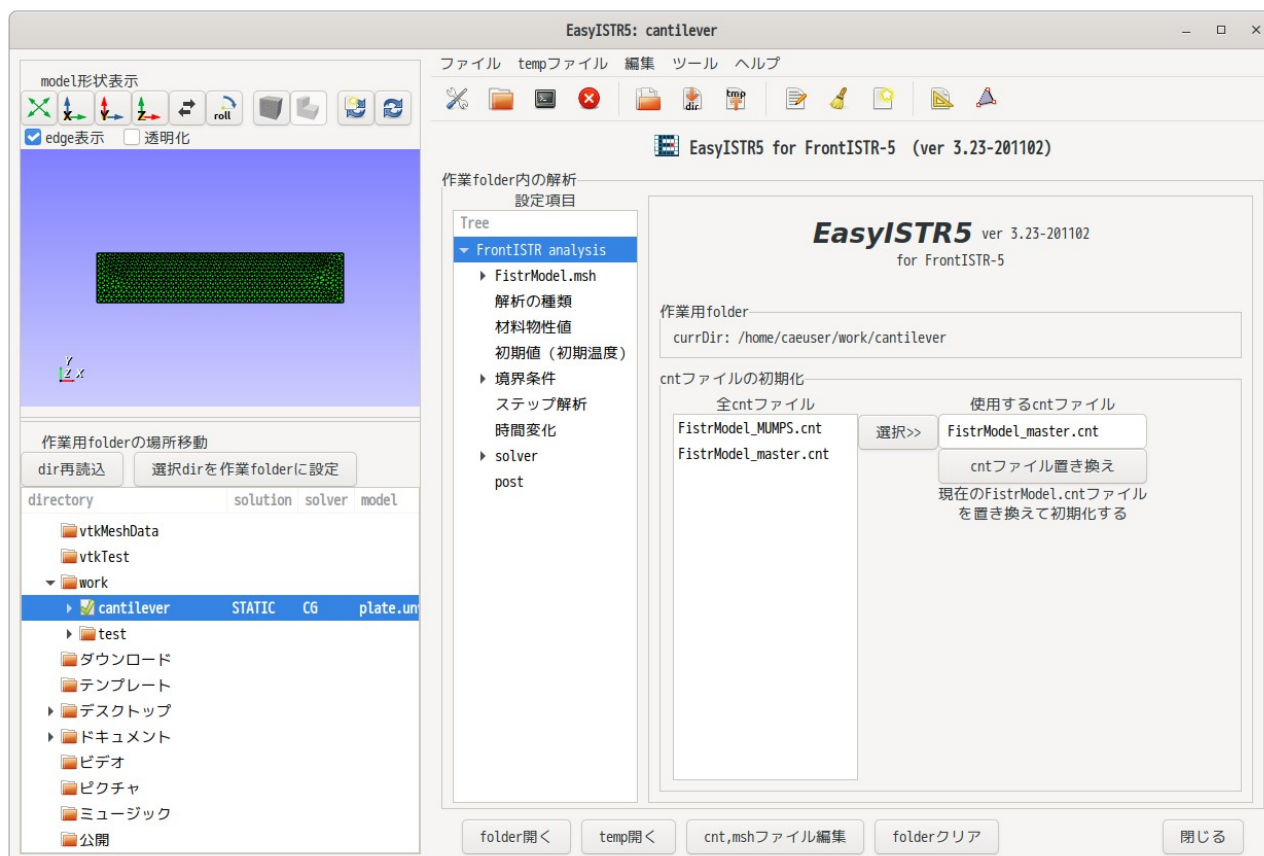 EasyISTR5: cantilever
model形状表示
roll
edge表示 透明化
Y
Z X
作業用folderの場所移動
dir再読込 選択dirを作業folderに設定
directory solution solver model
vtkMeshData
vtkTest
work
cantilever STATIC CG plate.un
test
ダウンロード
テンプレート
デスクトップ
ドキュメント
ビデオ
ピクチャ
ミュージック
公開
ファイル tempファイル 編集 ツール ヘルプ
dir tmp
EasyISTR5 for FrontISTR-5 (ver 3.23-201102)
作業folder内の解析
設定項目
Tree
FrontISTR analysis
FistrModel.msh
解析の種類
材料物性値
初期値（初期温度）
境界条件
ステップ解析
時間変化
solver
post
EasyISTR5 ver 3.23-201102
for FrontISTR-5
作業用folder
currDir: /home/caeuser/work/cantilever
cntファイルの初期化
全cntファイル
FistrModel_MUMPS.cnt
FistrModel_master.cnt
選択>>
使用するcntファイル
FistrModel_master.cnt
cntファイル置き換え
現在のFistrModel.cntファイル
を置き換えて初期化する
folder開く temp開く cnt,mshファイル編集 folderクリア 閉じる